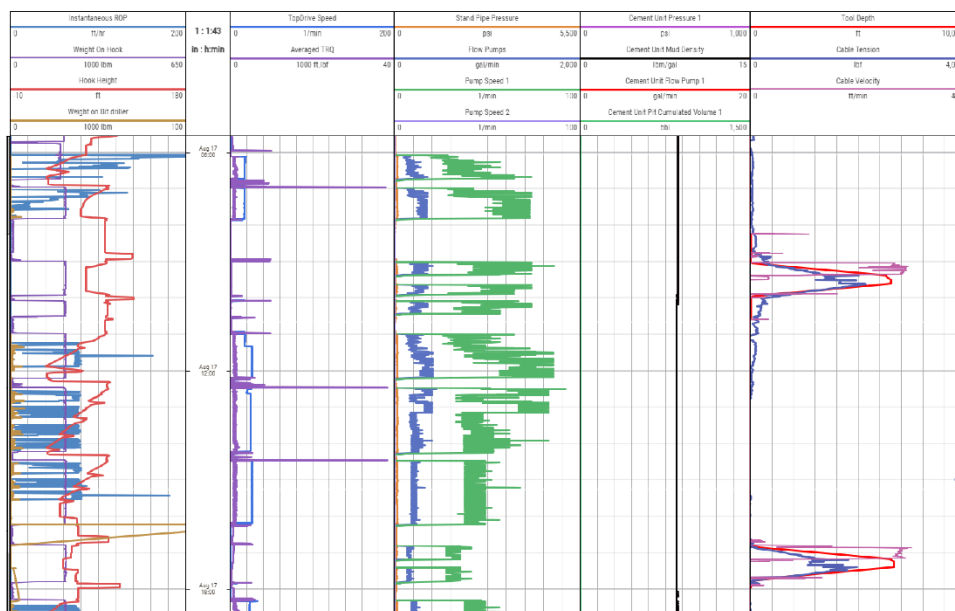 Instantaneous ROP
0 ft/hr 200
Weight On Hook
0 1000 lbm 650
Hook Height
10 ft 180
Weight on Bit driller
0 1000 lbm 100
1 : 1:43
in : h:min
TopDrive Speed
0 1/min 200
Averaged TRQ
0 1000 ft.lbf 40
Stand Pipe Pressure
0 psi 5,500
Flow Pumps
0 gal/min 2,000
Pump Speed 1
0 1/min 100
Pump Speed 2
0 1/min 100
Cement Unit Pressure 1
0 psi 1,000
Cement Unit Mud Density
0 lbm/gal 15
Cement Unit Flow Pump 1
0 gal/min 20
Cement Unit Pit Cumulated Volume 1
0 bbl 1,500
Tool Depth
0 ft 10,0
Cable Tension
0 lbf 4,0
Cable Velocity
0 ft/min 4
Aug 17
06:00
Aug 17
12:00
Aug 17
18:00